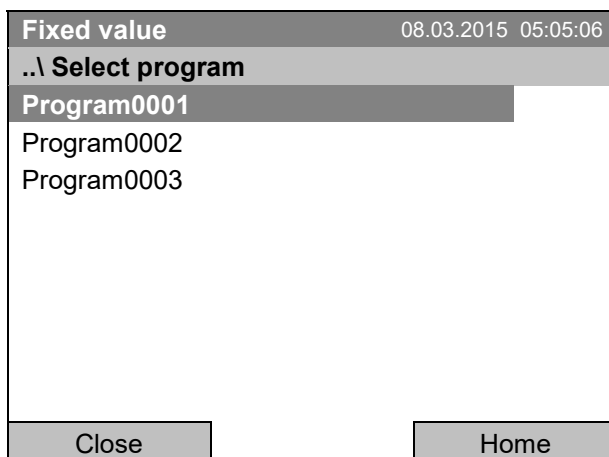 Fixed value 08.03.2015 05:05:06
..\ Select program
Program0001
Program0002
Program0003
Close Home